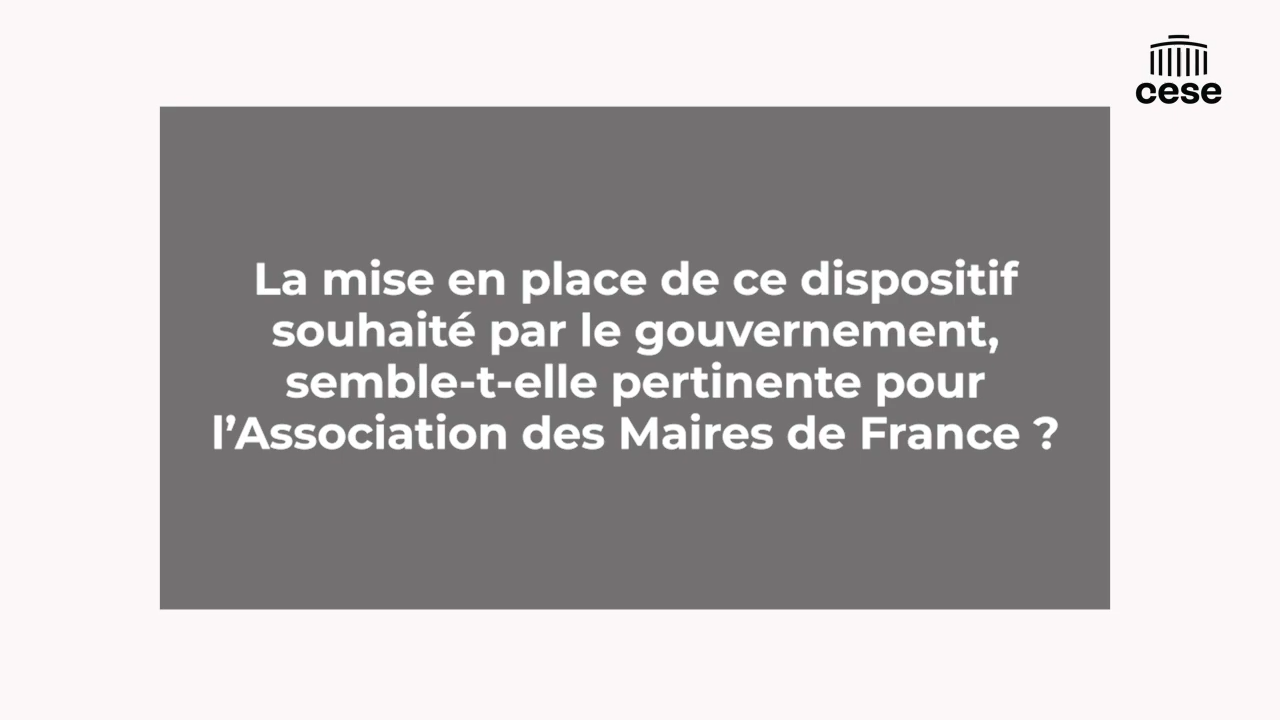 cese
La mise en place de ce dispositif
souhaité par le gouvernement,
semble-t-elle pertinente pour
l’Association des Maires de France ?